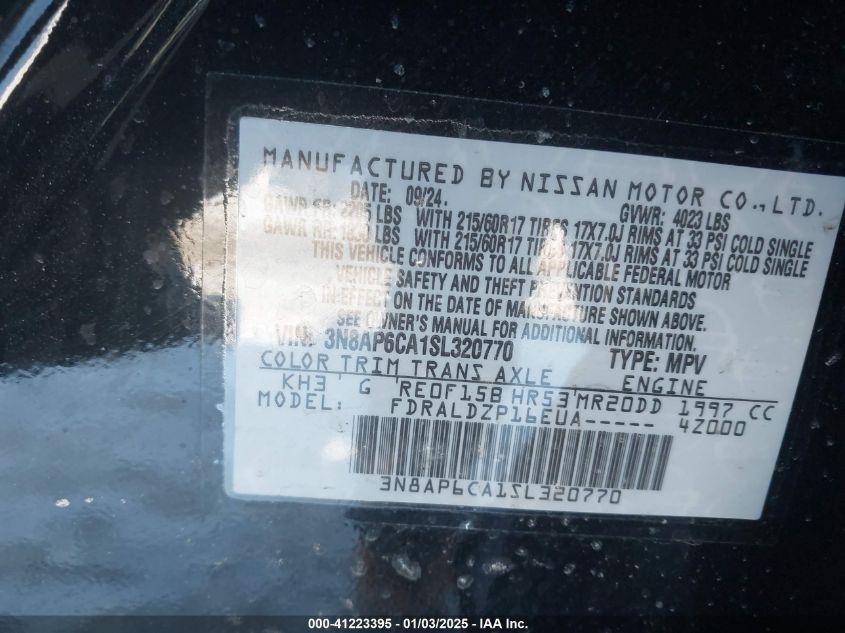 MANUFACTURED BY NISSAN MOTOR CO.,LTD.
DATE: 09/24. GVWR: 4023 LBS
GAWR FR: LBS WITH 215/60R17 TIRES 17X7.0J RIMS AT 33 PSI COLD SINGLE
GAWR RR: LBS WITH 215/60R17 TIRES 17X7.0J RIMS AT 33 PSI COLD SINGLE
THIS VEHICLE CONFORMS TO ALL APPLICABLE FEDERAL MOTOR
VEHICLE SAFETY AND THEFT PREVENTION STANDARDS
IN EFFECT ON THE DATE OF MANUFACTURE SHOWN ABOVE.
SEE OWNER'S MANUAL FOR ADDITIONAL INFORMATION.
VIN: 3N8AP6CA1SL320770 TYPE: MPV
COLOR TRIM TRANS AXLE ENGINE
KH3 ' G 'RE0F15B HR53'MR20DD 1997 CC
MODEL: FDRALDZP16EUA----- 4Z000
3N8AP6CA1SL320770
000-41223395 - 01/03/2025 - IAA Inc.